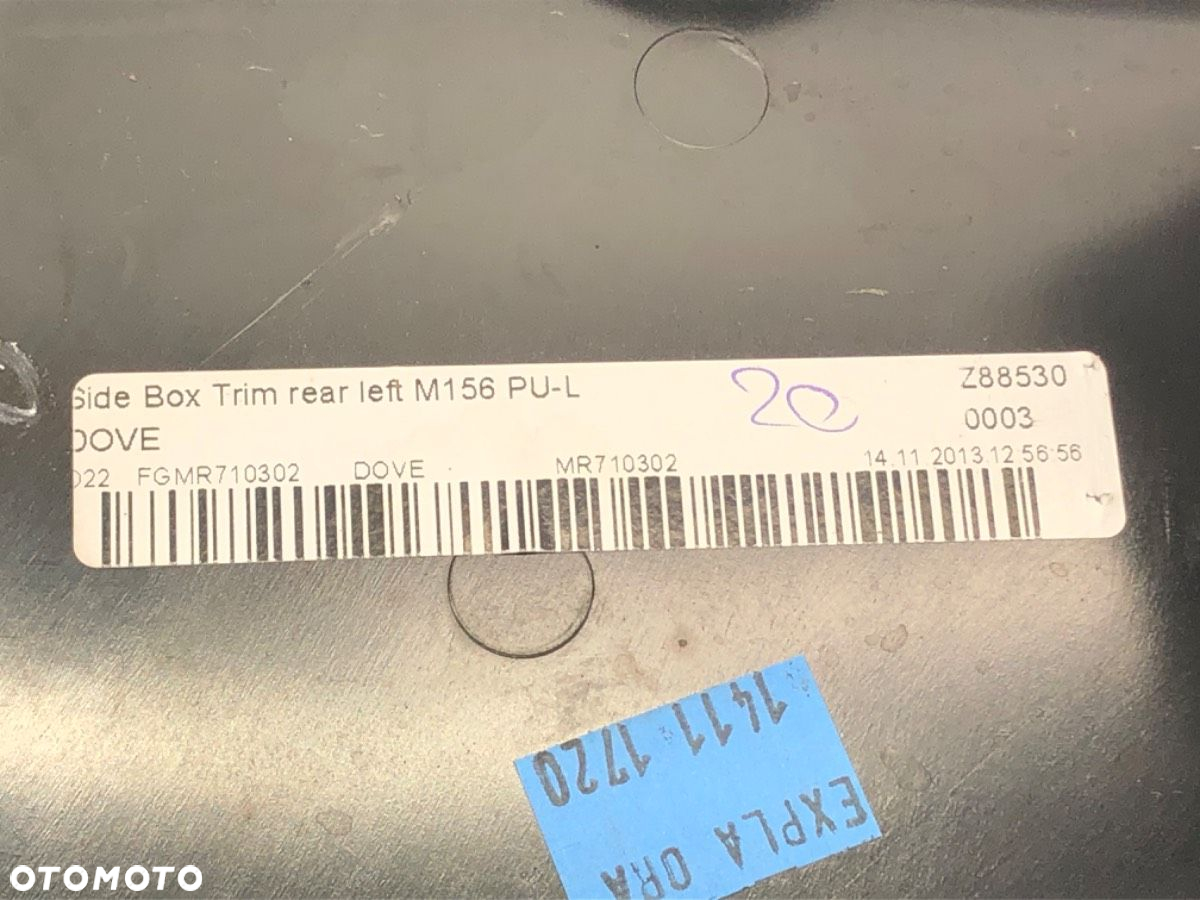 Side Box Trim rear left M156 PU-L
DOVE
20
Z88530
0003
022 FGMR710302 DOVE MR710302 14.11.2013.12:56:56
1411 1720
EXPLA ORA
OTOMOTO